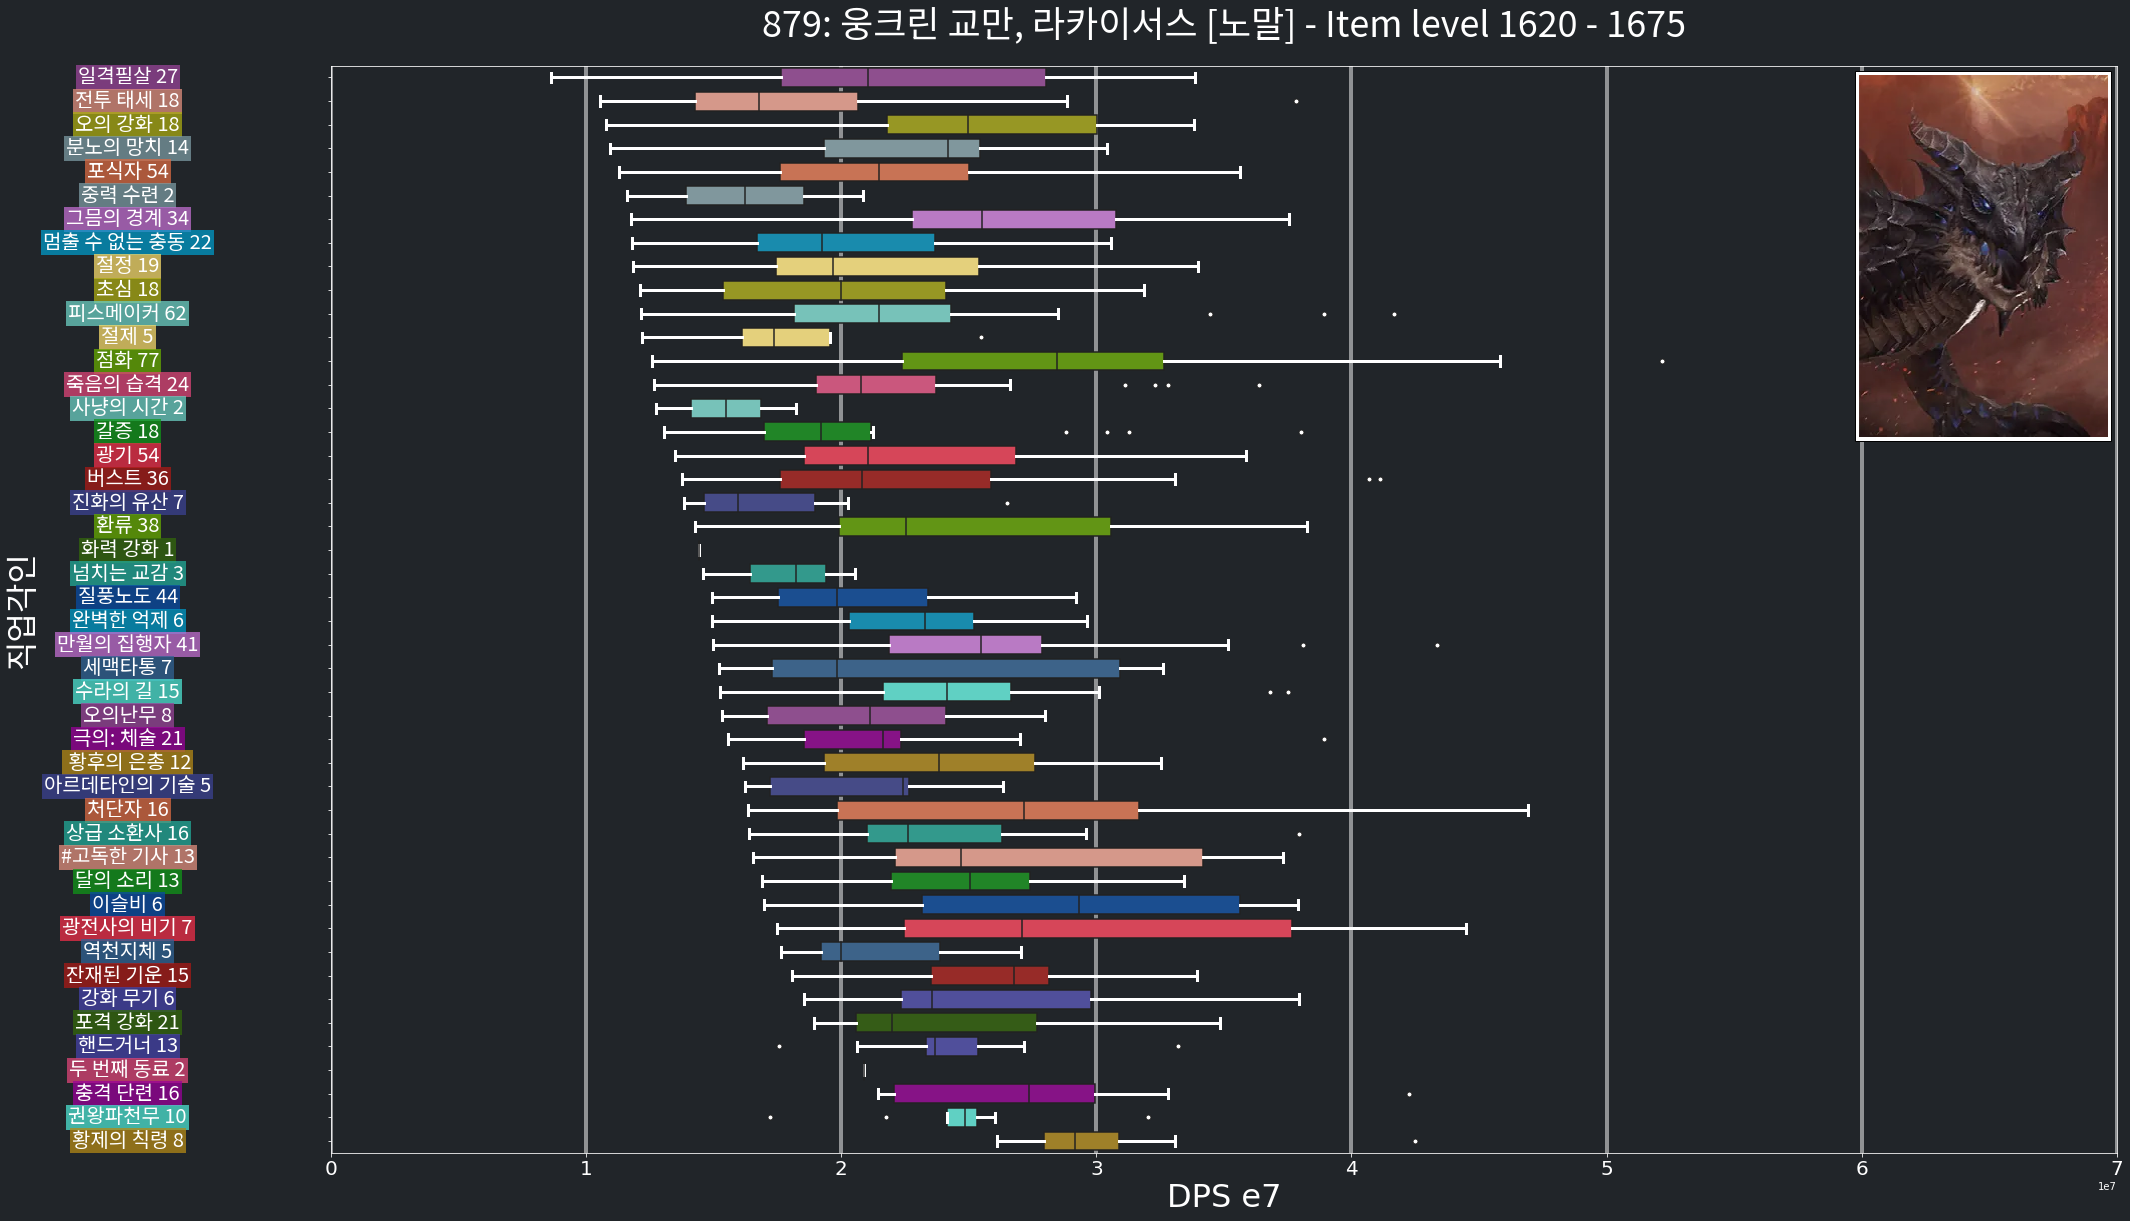 879: 웅크린 교만, 라카이서스 [노말] - Item level 1620 - 1675
일격필살 27
전투 태세 18
오의 강화 18
분노의 망치 14
포식자 54
중력 수련 2
그믐의 경계 34
멈출 수 없는 충동 22
절정 19
초심 18
피스메이커 62
절제 5
점화 77
죽음의 습격 24
사냥의 시간 2
갈증 18
광기 54
버스트 36
진화의 유산 7
환류 38
화력 강화 1
넘치는 교감 3
질풍노도 44
완벽한 억제 6
만월의 집행자 41
세맥타통 7
수라의 길 15
오의난무 8
극의: 체술 21
황후의 은총 12
아르데타인의 기술 5
처단자 16
상급 소환사 16
#고독한 기사 13
달의 소리 13
이슬비 6
광전사의 비기 7
역천지체 5
잔재된 기운 15
강화 무기 6
포격 강화 21
핸드거너 13
두 번째 동료 2
충격 단련 16
권왕파천무 10
황제의 칙령 8
직업각인
0 1 2 3 4 5 6 7
1e7
DPS e7